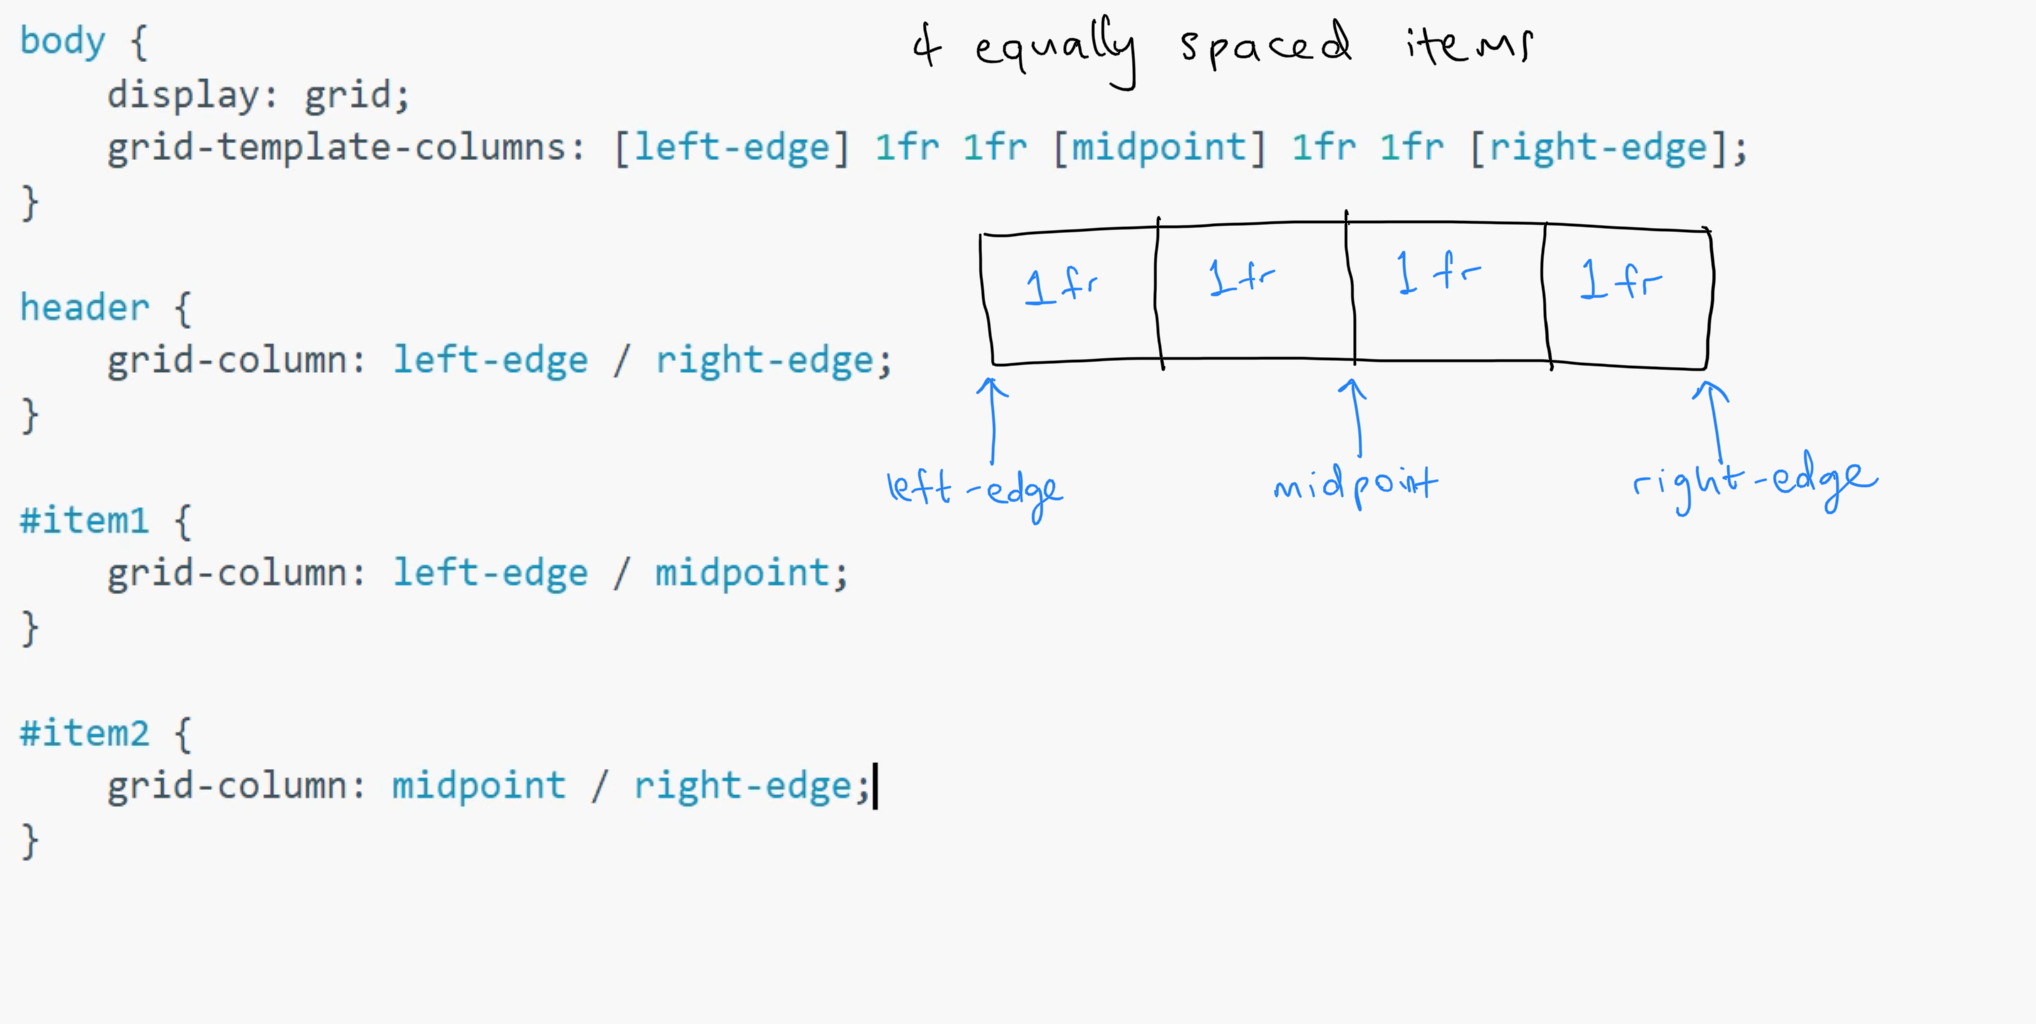 body {
4 equally spaced items
display: grid;
grid-template-columns: [left-edge] 1fr 1fr [midpoint] 1fr 1fr [right-edge];
}
1fr 1fr 1fr 1fr
left-edge midpoint right-edge
header {
grid-column: left-edge / right-edge;
}
#item1 {
grid-column: left-edge / midpoint;
}
#item2 {
grid-column: midpoint / right-edge;
}